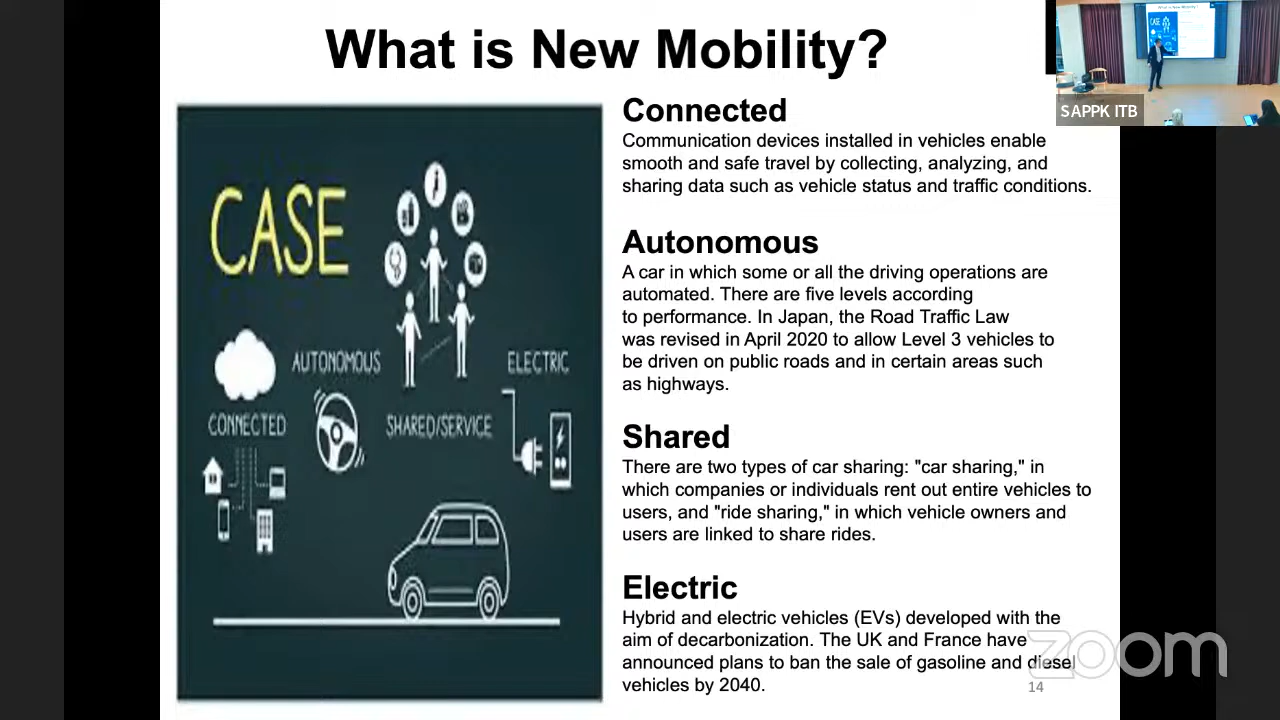 What is New Mobility?
CASE
AUTONOMOUS
ELECTRIC
CONNECTED
SHARED/SERVICE
Connected
Communication devices installed in vehicles enable
smooth and safe travel by collecting, analyzing, and
sharing data such as vehicle status and traffic conditions.
Autonomous
A car in which some or all the driving operations are
automated. There are five levels according
to performance. In Japan, the Road Traffic Law
was revised in April 2020 to allow Level 3 vehicles to
be driven on public roads and in certain areas such
as highways.
Shared
There are two types of car sharing: "car sharing," in
which companies or individuals rent out entire vehicles to
users, and "ride sharing," in which vehicle owners and
users are linked to share rides.
Electric
Hybrid and electric vehicles (EVs) developed with the
aim of decarbonization. The UK and France have
announced plans to ban the sale of gasoline and diesel
vehicles by 2040.
14
zoom
SAPPK ITB
What is New Mobility?
CASE